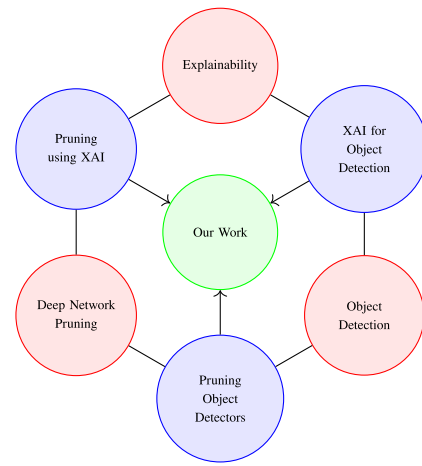 Explainability
Pruning
using XAI
XAI for
Object
Detection
Our Work
Deep Network
Pruning
Object
Detection
Pruning
Object
Detectors